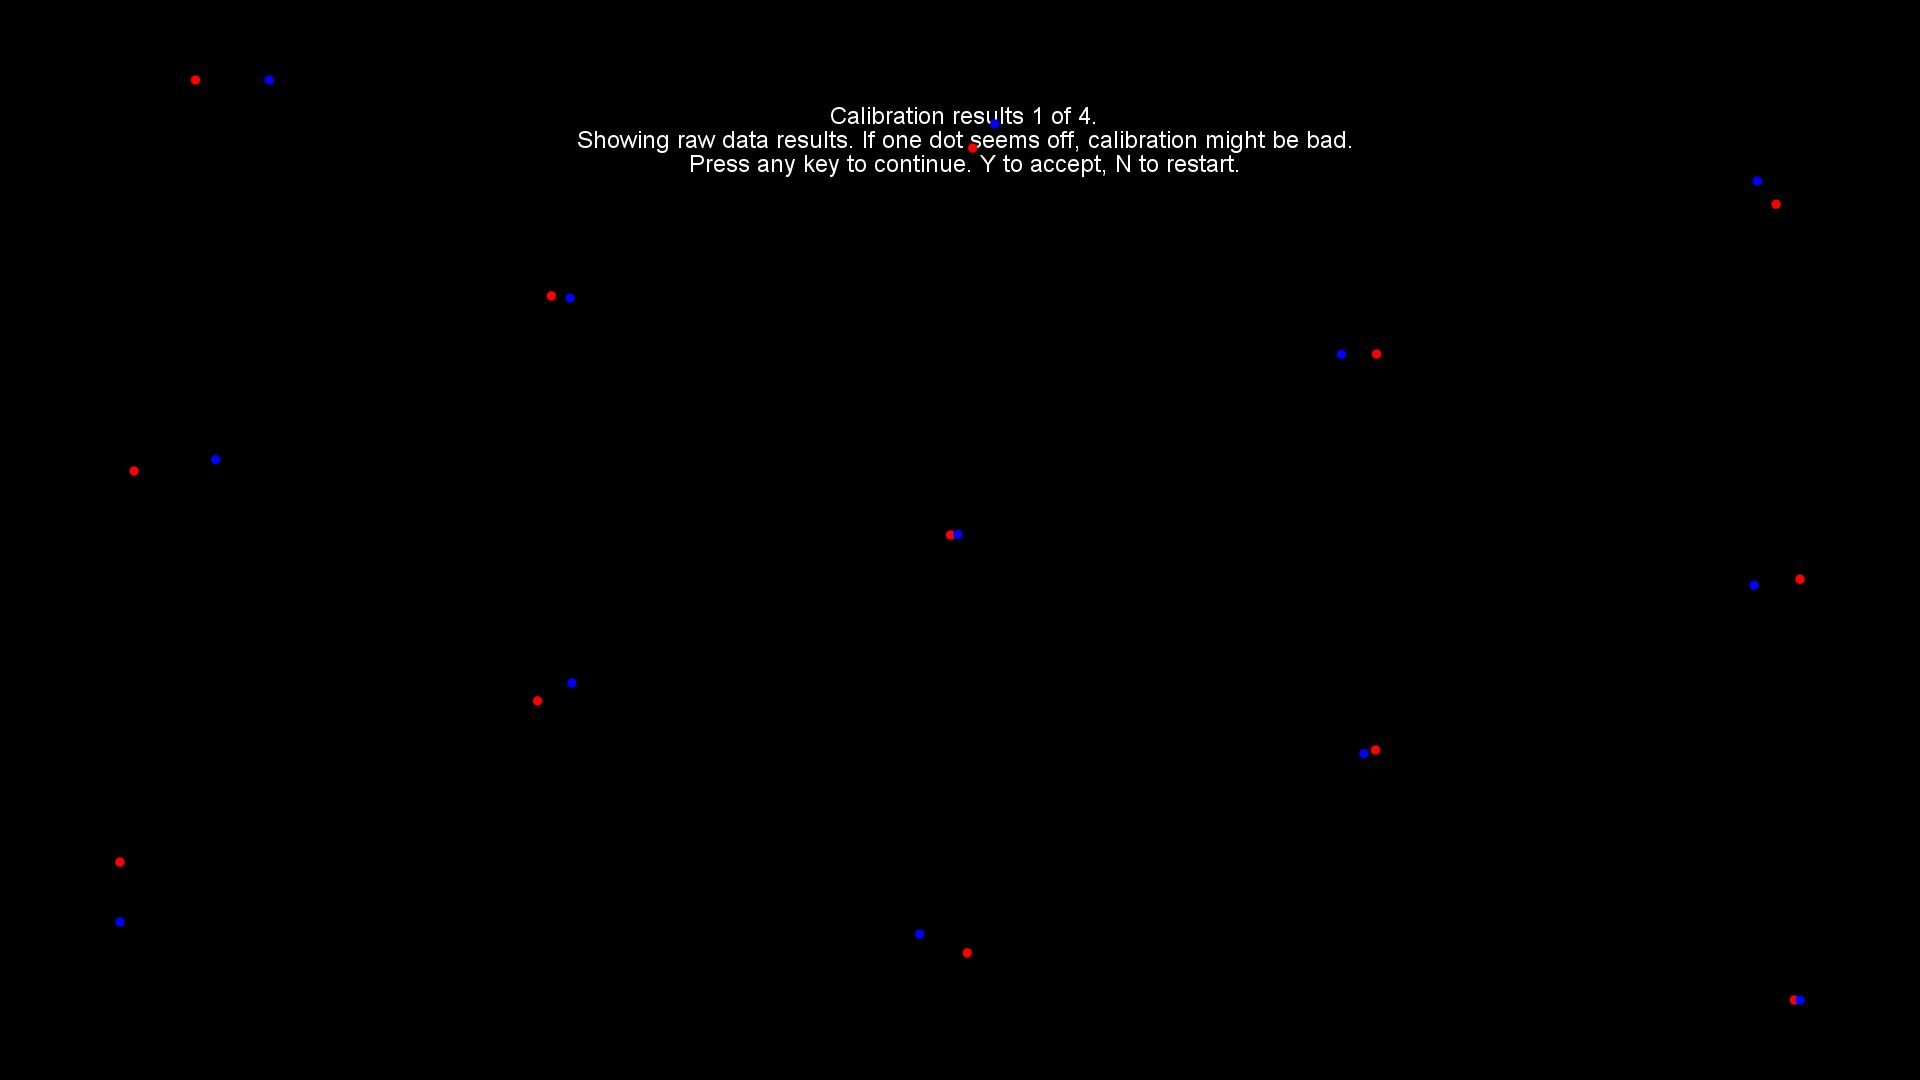 Calibration results 1 of 4.
Showing raw data results. If one dot seems off, calibration might be bad.
Press any key to continue. Y to accept, N to restart.